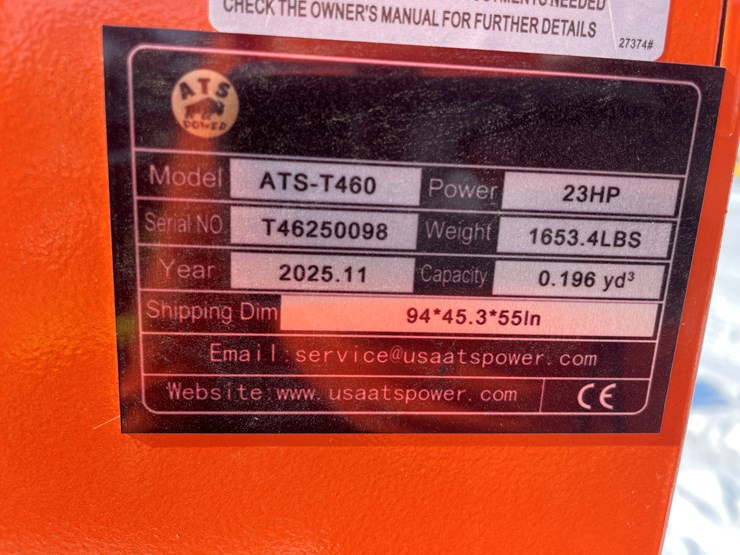 NEEDED
CHECK THE OWNER'S MANUAL FOR FURTHER DETAILS
27374#
ATS
POWER
Model ATS-T460 Power 23HP
Serial NO. T46250098 Weight 1653.4LBS
Year 2025.11 Capacity 0.196 yd³
Shipping Dim 94*45.3*55In
Email:service@usaatspower.com
Website:www.usaatspower.com CE